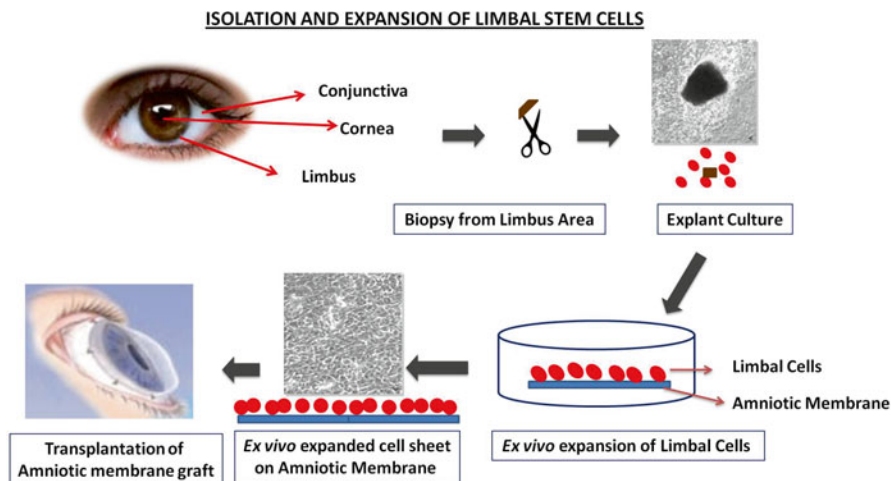 ISOLATION AND EXPANSION OF LIMBAL STEM CELLS
Conjunctiva
Cornea
Limbus
Biopsy from Limbus Area
Explant Culture
Limbal Cells
Amniotic Membrane
Ex vivo expansion of Limbal Cells
Ex vivo expanded cell sheet
on Amniotic Membrane
Transplantation of
Amniotic membrane graft